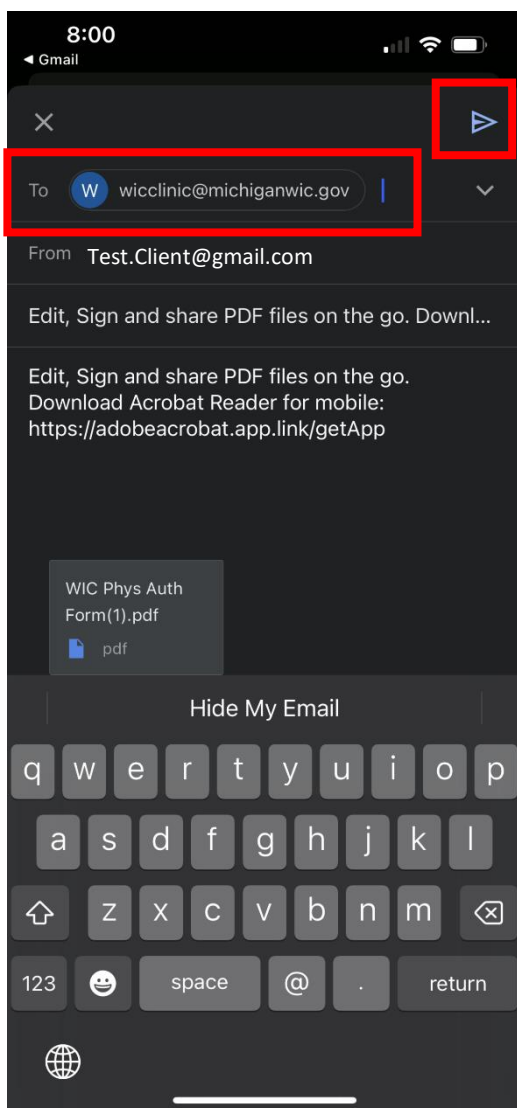 8:00
◄ Gmail
To W wicclinic@michiganwic.gov
From Test.Client@gmail.com
Edit, Sign and share PDF files on the go. Downl...
Edit, Sign and share PDF files on the go.
Download Acrobat Reader for mobile:
https://adobeacrobat.app.link/getApp
WIC Phys Auth
Form(1).pdf
pdf
Hide My Email
q w e r t y u i o p
a s d f g h j k l
z x c v b n m
123 space @ . return